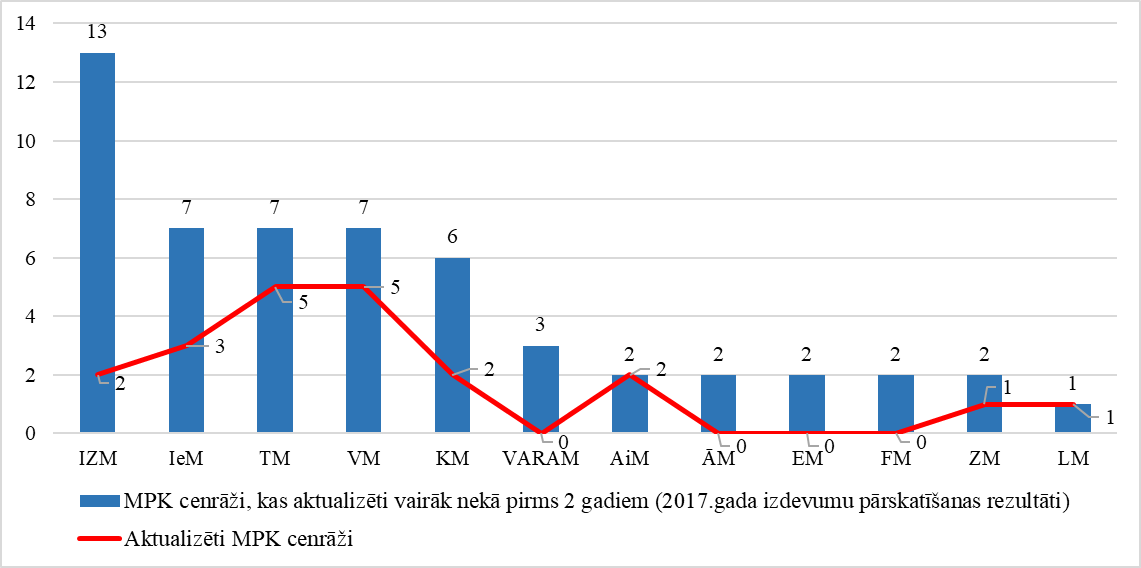 14
13
12
10
8
7 7 7
6
6
5 5
4
3
3
2 2 2 2 2 2
2
2 2
1 1
1
0
0 0 0 0
IZM IeM TM VM KM VARAM AiM ĀM EM FM ZM LM
MPK cenrāži, kas aktualizēti vairāk nekā pirms 2 gadiem (2017.gada izdevumu pārskatīšanas rezultāti)
Aktualizēti MPK cenrāži